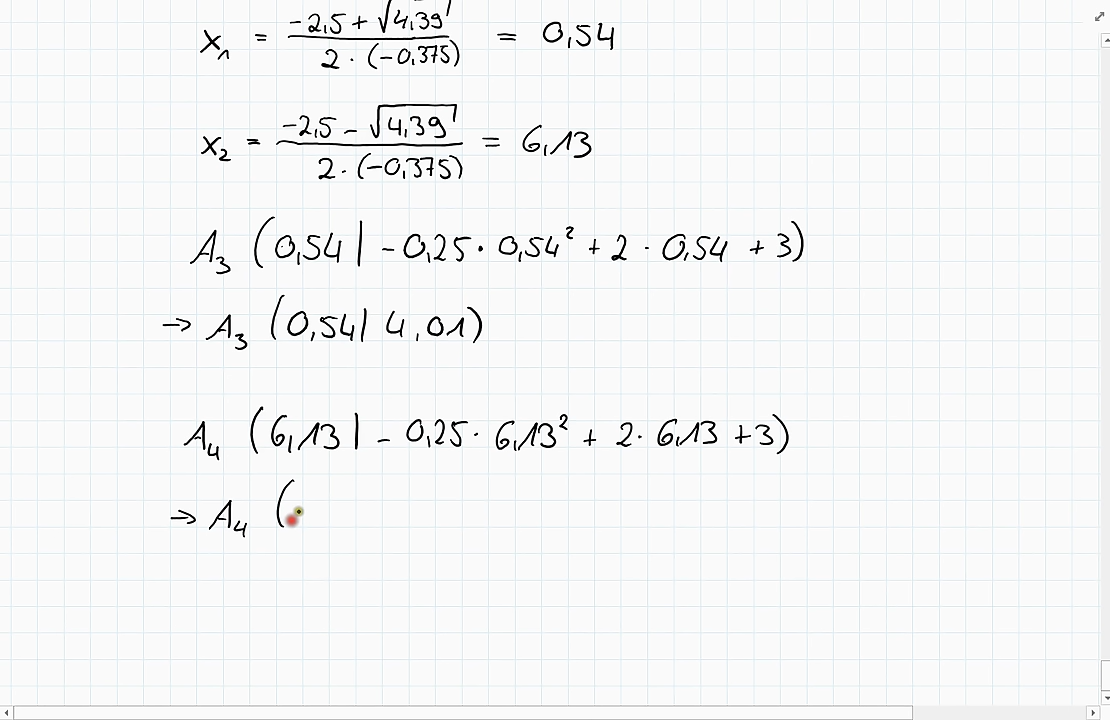 x₁ = (-2,5 + √4,39) / (2 · (-0,375)) = 0,54
x₂ = (-2,5 - √4,39) / (2 · (-0,375)) = 6,13
A₃ (0,54 | -0,25 · 0,54² + 2 · 0,54 + 3)
→ A₃ (0,54 | 4,01)
A₄ (6,13 | -0,25 · 6,13² + 2 · 6,13 + 3)
→ A₄ (